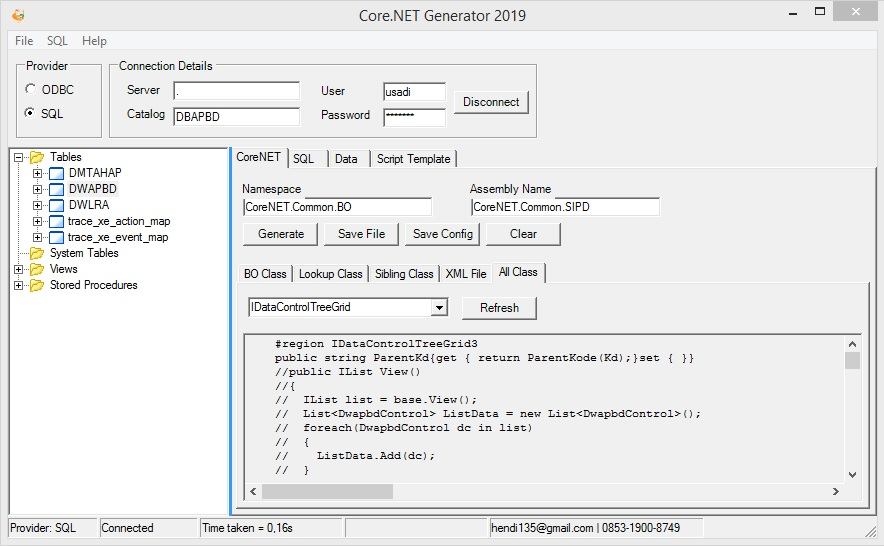 Core.NET Generator 2019
File SQL Help
Provider
ODBC
SQL
Connection Details
Server .
Catalog DBAPBD
User usadi
Password *******
Disconnect
Tables
DMTAHAP
DWAPBD
DWLRA
trace_xe_action_map
trace_xe_event_map
System Tables
Views
Stored Procedures
CoreNET SQL Data Script Template
Namespace Assembly Name
CoreNET.Common.BO CoreNET.Common.SIPD
Generate Save File Save Config Clear
BO Class Lookup Class Sibling Class XML File All Class
IDataControlTreeGrid Refresh
#region IDataControlTreeGrid3
public string ParentKd{get { return ParentKode(Kd);}set { }}
//public IList View()
//{
//  IList list = base.View();
//  List<DwapbdControl> ListData = new List<DwapbdControl>();
//  foreach(DwapbdControl dc in list)
//  {
//    ListData.Add(dc);
//  }
Provider: SQL Connected Time taken = 0,16s hendi135@gmail.com | 0853-1900-8749